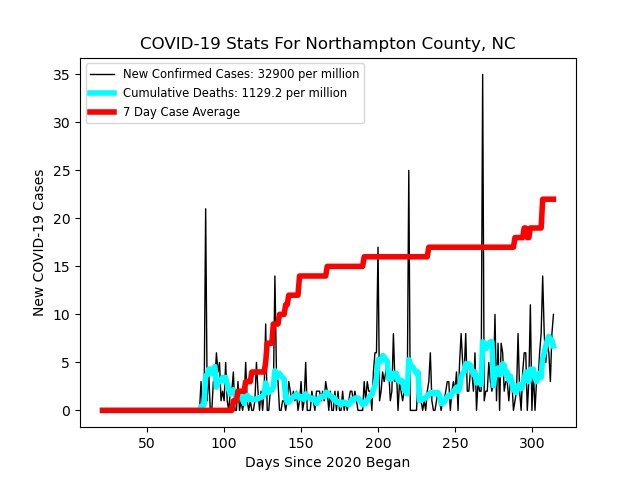 COVID-19 Stats For Northampton County, NC
New Confirmed Cases: 32900 per million
Cumulative Deaths: 1129.2 per million
7 Day Case Average
35
30
25
20
15
10
5
0
New COVID-19 Cases
50
100
150
200
250
300
Days Since 2020 Began